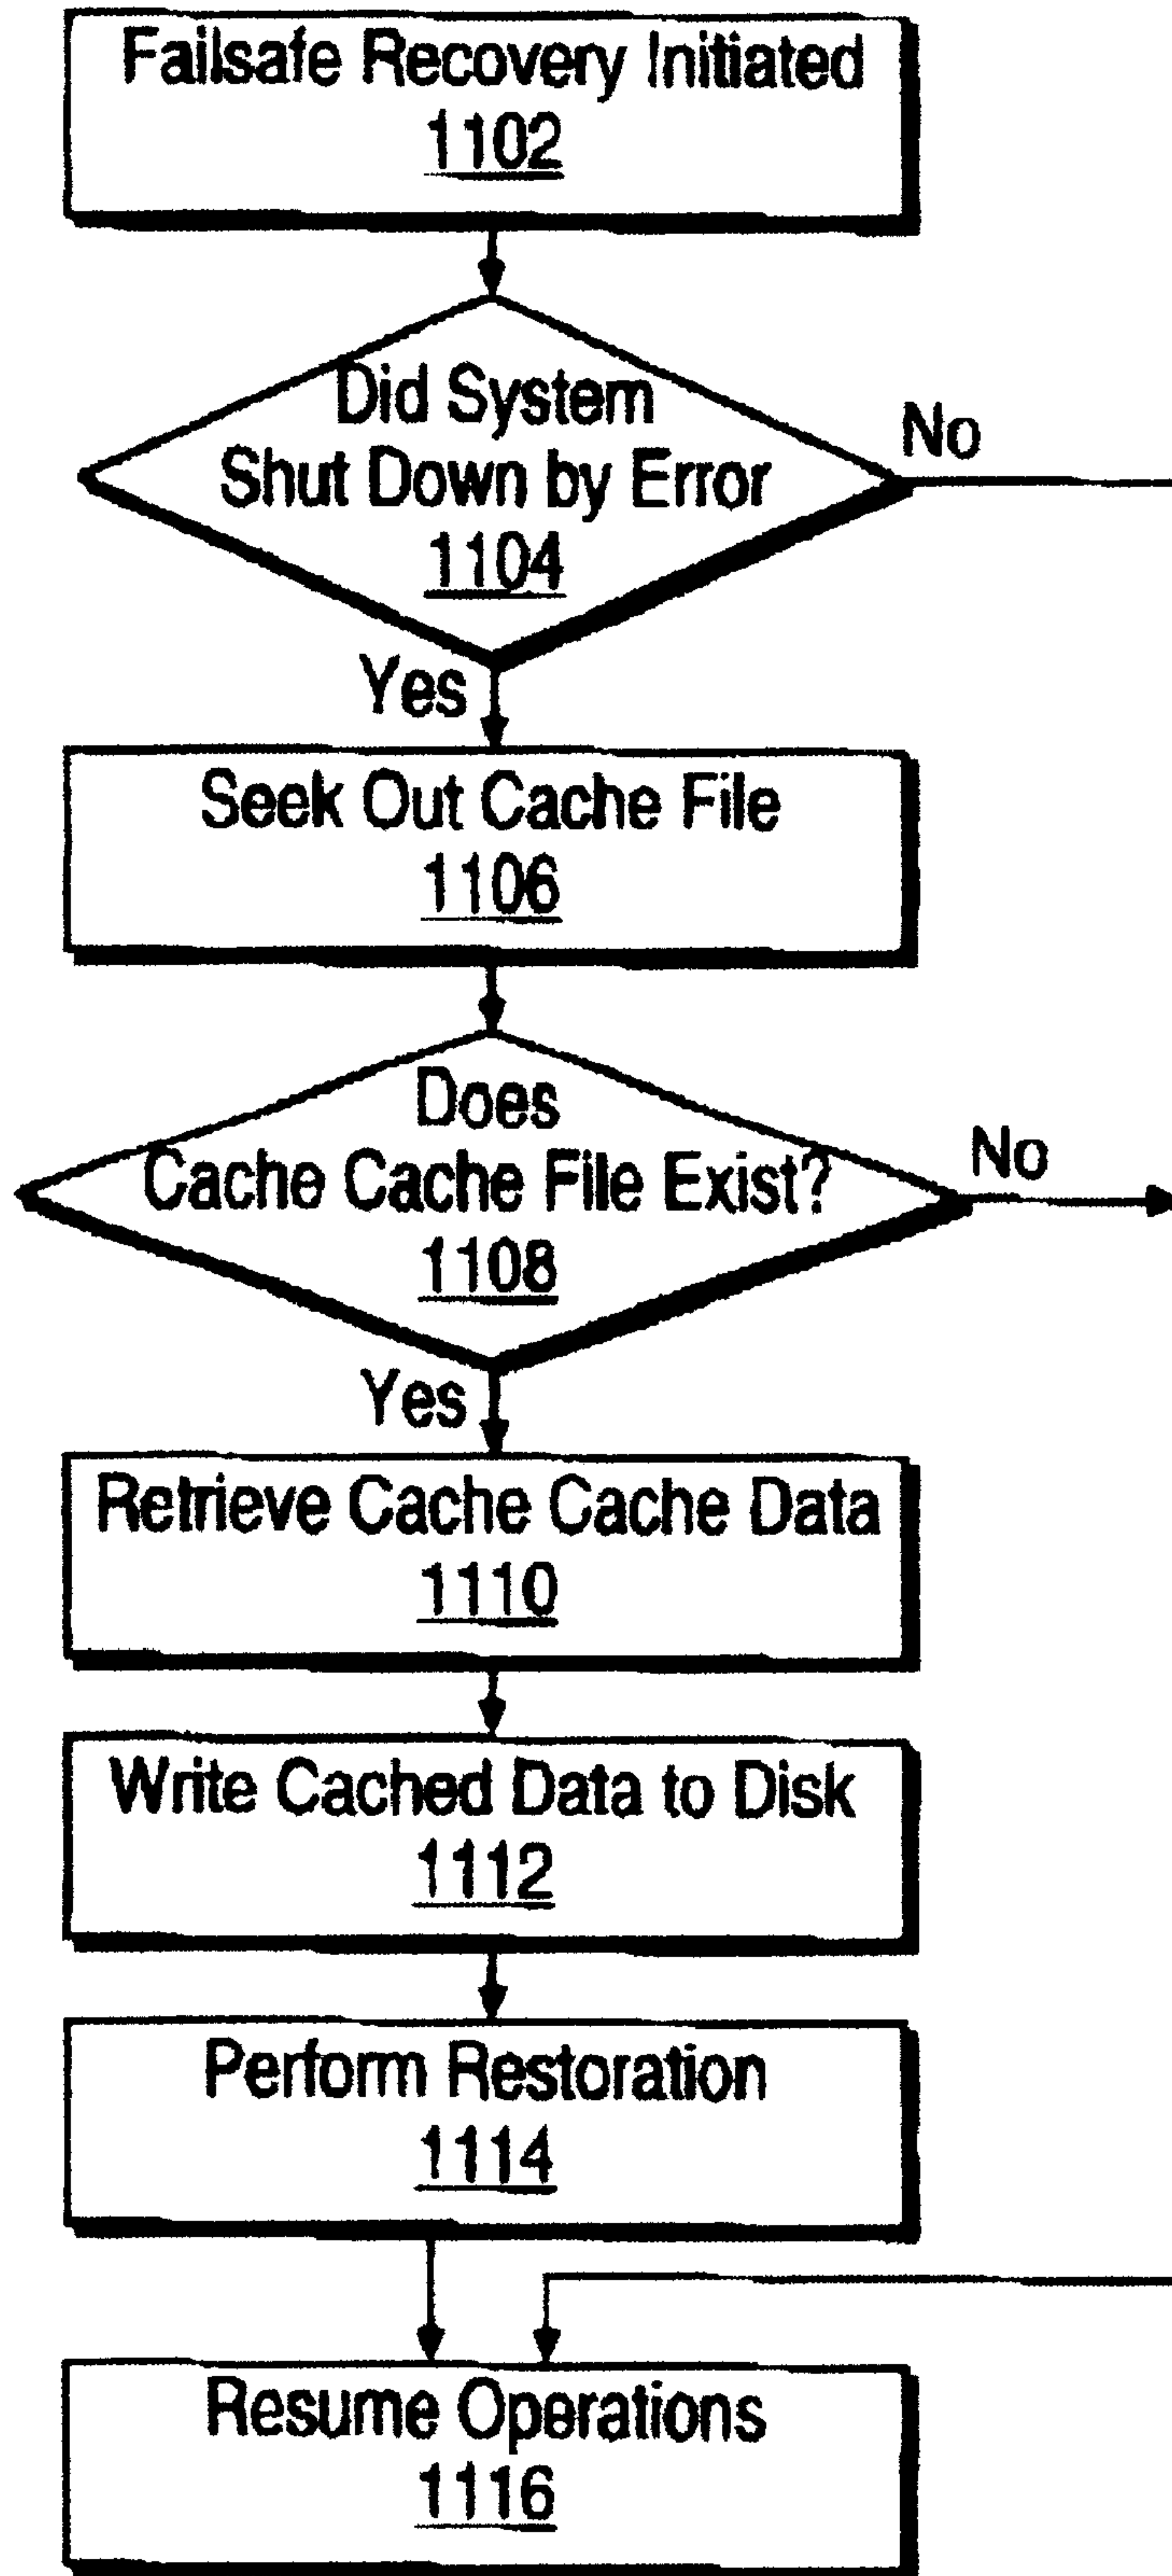 Failsafe Recovery Initiated
1102
Did System
Shut Down by Error
1104
No
Yes
Seek Out Cache File
1106
Does
Cache Cache File Exist?
1108
No
Yes
Retrieve Cache Cache Data
1110
Write Cached Data to Disk
1112
Perform Restoration
1114
Resume Operations
1116